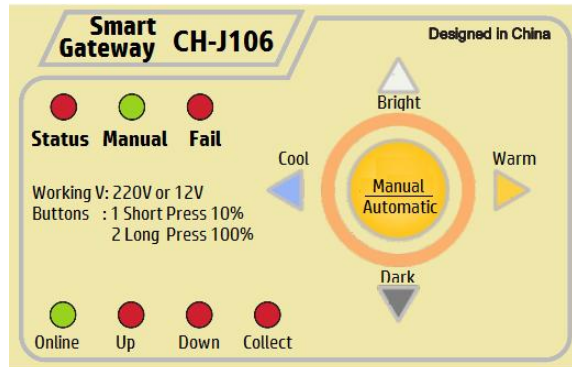 Smart
Gateway CH-J106
Designed in China
Bright
Status Manual Fail
Cool
Warm
Manual
Automatic
Working V: 220V or 12V
Buttons : 1 Short Press 10%
2 Long Press 100%
Dark
Online Up Down Collect